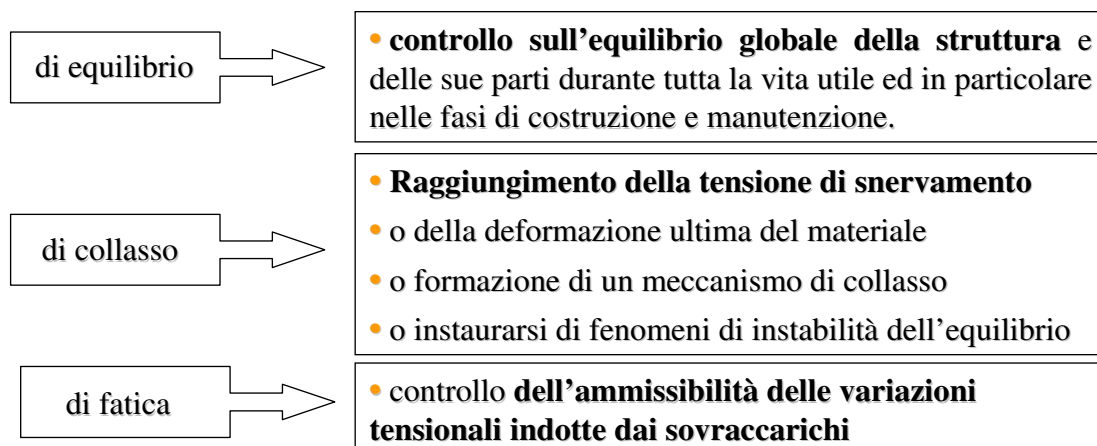 di equilibrio
• controllo sull'equilibrio globale della struttura e
delle sue parti durante tutta la vita utile ed in particolare
nelle fasi di costruzione e manutenzione.
di collasso
• Raggiungimento della tensione di snervamento
• o della deformazione ultima del materiale
• o formazione di un meccanismo di collasso
• o instaurarsi di fenomeni di instabilità dell'equilibrio
di fatica
• controllo dell'ammissibilità delle variazioni
tensionali indotte dai sovraccarichi